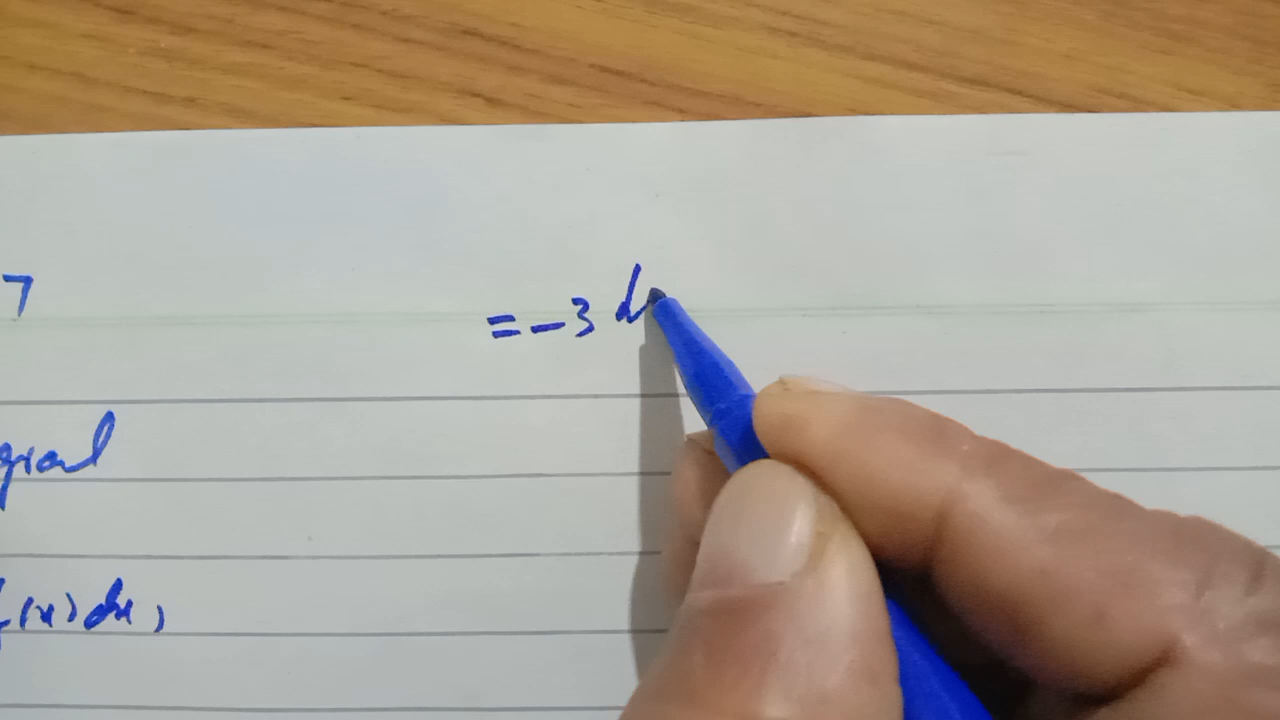 7
= -3 d
gral
f(x) dx,